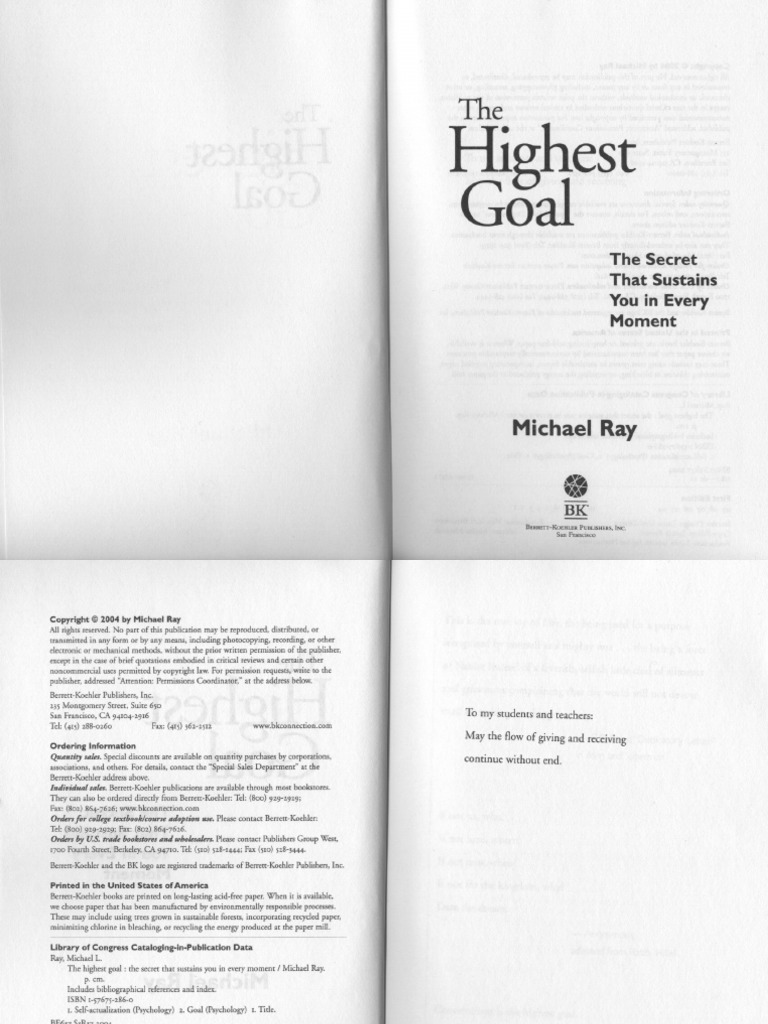 The
Highest
Goal
The Secret
That Sustains
You in Every
Moment
Michael Ray
BK
BERRETT-KOEHLER PUBLISHERS, INC.
San Francisco
Copyright © 2004 by Michael Ray
All rights reserved. No part of this publication may be reproduced, distributed, or
transmitted in any form or by any means, including photocopying, recording, or other
electronic or mechanical methods, without the prior written permission of the publisher,
except in the case of brief quotations embodied in critical reviews and certain other
noncommercial uses permitted by copyright law. For permission requests, write to the
publisher, addressed "Attention: Permissions Coordinator," at the address below.
Berrett-Koehler Publishers, Inc.
235 Montgomery Street, Suite 650
San Francisco, CA 94104-2916
Tel: (415) 288-0260 Fax: (415) 362-2512 www.bkconnection.com
Ordering Information
Quantity sales. Special discounts are available on quantity purchases by corporations,
associations, and others. For details, contact the "Special Sales Department" at the
Berrett-Koehler address above.
Individual sales. Berrett-Koehler publications are available through most bookstores.
They can also be ordered directly from Berrett-Koehler: Tel: (800) 929-2929;
Fax: (802) 864-7626; www.bkconnection.com
Orders for college textbook/course adoption use. Please contact Berrett-Koehler:
Tel: (800) 929-2929; Fax: (802) 864-7626.
Orders by U.S. trade bookstores and wholesalers. Please contact Publishers Group West,
1700 Fourth Street, Berkeley, CA 94710. Tel: (510) 528-1444; Fax (510) 528-3444.
Berrett-Koehler and the BK logo are registered trademarks of Berrett-Koehler Publishers, Inc.
Printed in the United States of America
Berrett-Koehler books are printed on long-lasting acid-free paper. When it is available,
we choose paper that has been manufactured by environmentally responsible processes.
These may include using trees grown in sustainable forests, incorporating recycled paper,
minimizing chlorine in bleaching, or recycling the energy produced at the paper mill.
Library of Congress Cataloging-in-Publication Data
Ray, Michael L.
The highest goal : the secret that sustains you in every moment / Michael Ray.
p. cm.
Includes bibliographical references and index.
ISBN 1-57675-286-0
1. Self-actualization (Psychology) 2. Goal (Psychology) 1. Title.
To my students and teachers:
May the flow of giving and receiving
continue without end.